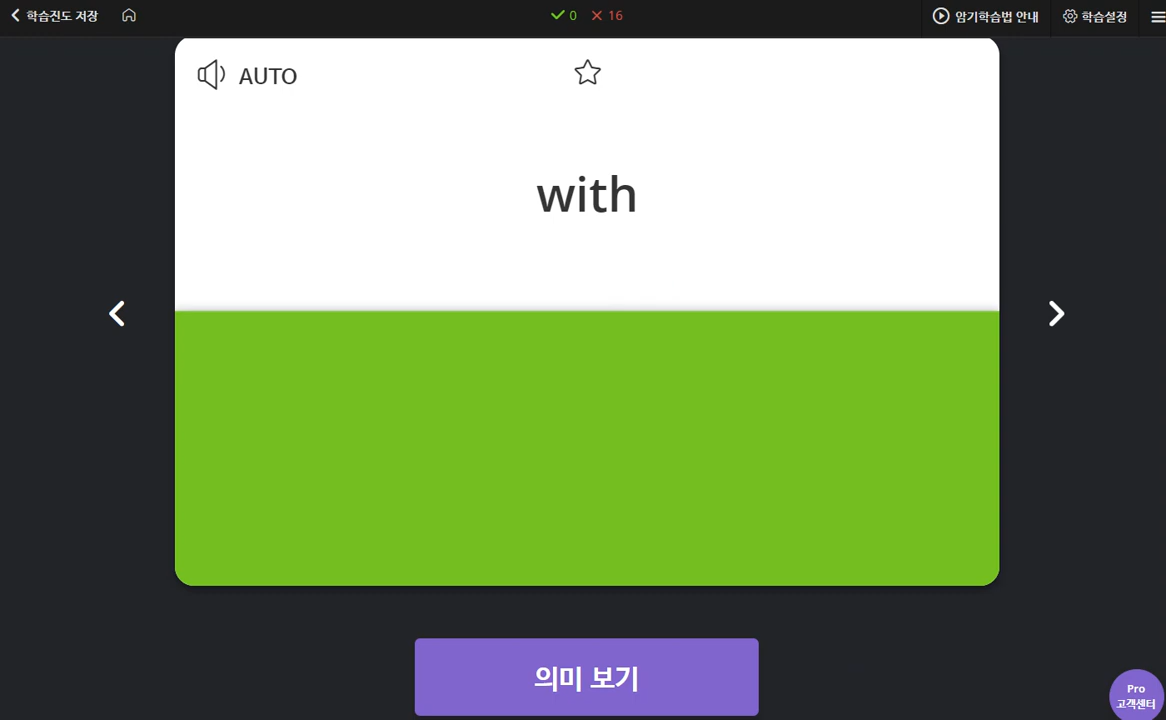 학습진도 저장
0 16
암기학습법 안내
학습설정
AUTO
with
의미 보기
Pro
고객센터